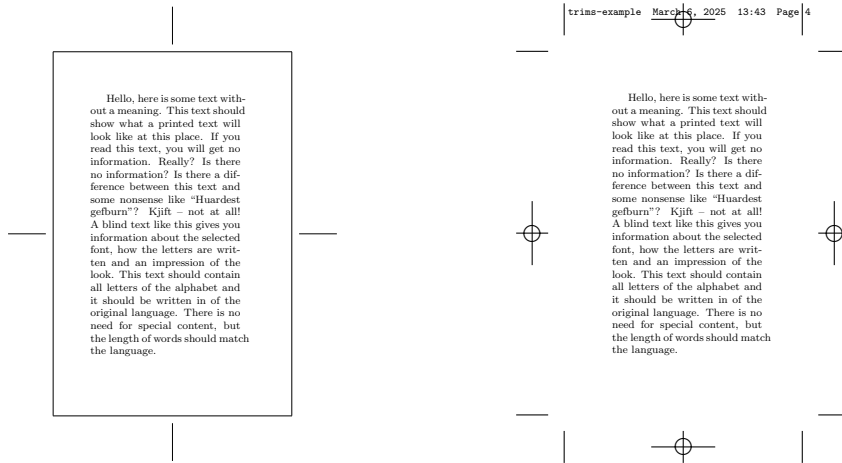 Hello, here is some text with-
out a meaning. This text should
show what a printed text will
look like at this place. If you
read this text, you will get no
information. Really? Is there
no information? Is there a dif-
ference between this text and
some nonsense like “Huardest
gefburn”? Kjift – not at all!
A blind text like this gives you
information about the selected
font, how the letters are writ-
ten and an impression of the
look. This text should contain
all letters of the alphabet and
it should be written in of the
original language. There is no
need for special content, but
the length of words should match
the language.
trims-example March 6, 2025 13:43 Page 4
Hello, here is some text with-
out a meaning. This text should
show what a printed text will
look like at this place. If you
read this text, you will get no
information. Really? Is there
no information? Is there a dif-
ference between this text and
some nonsense like “Huardest
gefburn”? Kjift – not at all!
A blind text like this gives you
information about the selected
font, how the letters are writ-
ten and an impression of the
look. This text should contain
all letters of the alphabet and
it should be written in of the
original language. There is no
need for special content, but
the length of words should match
the language.